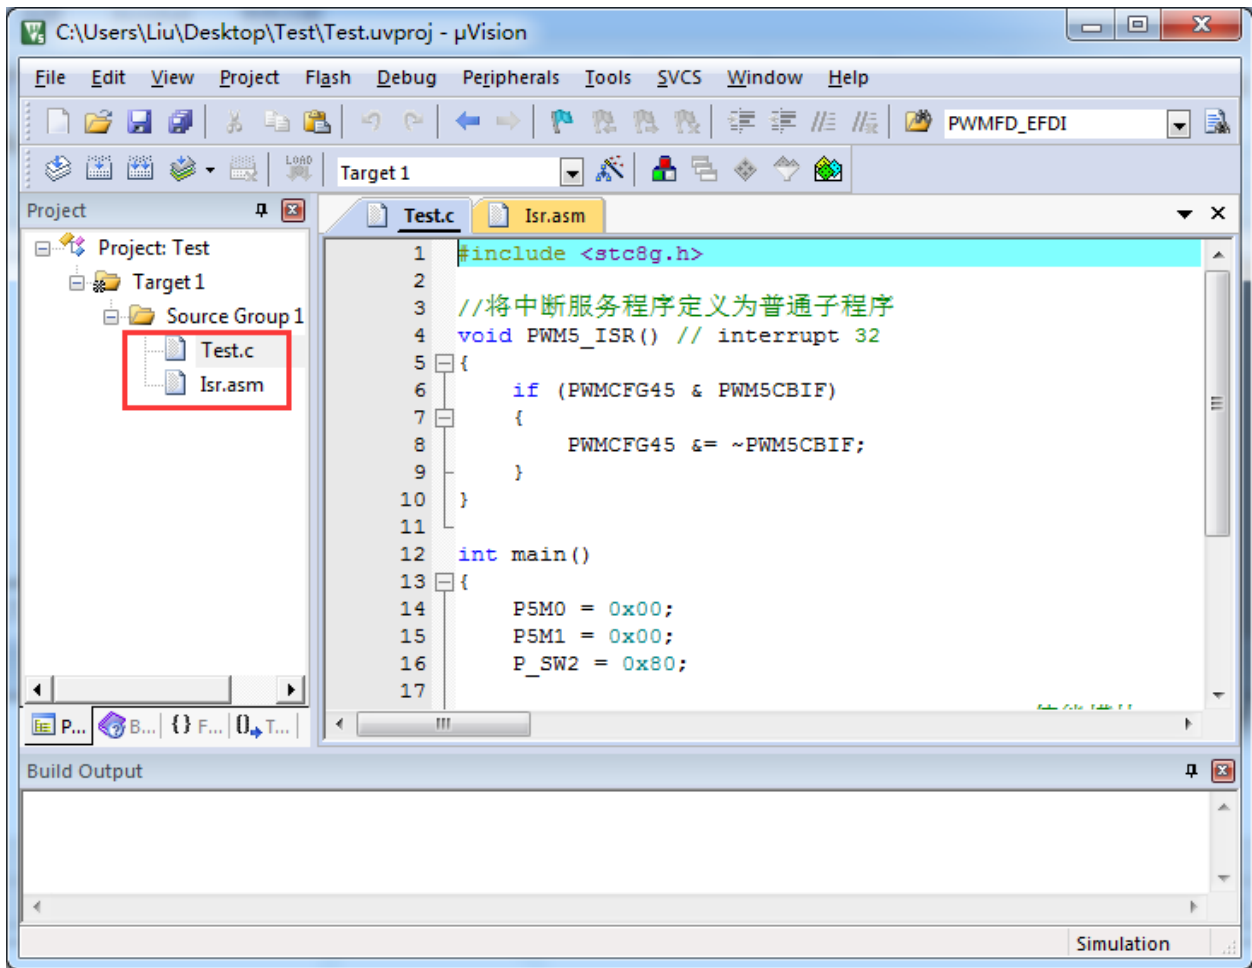 C:\Users\Liu\Desktop\Test\Test.uvproj - µVision
File Edit View Project Flash Debug Peripherals Tools SVCS Window Help
PWMFD_EFDI
LOAD
Target 1
Project
Test.c Isr.asm
Project: Test
Target 1
Source Group 1
Test.c
Isr.asm
1 #include <stc8g.h>
2
3 //将中断服务程序定义为普通子程序
4 void PWM5_ISR() // interrupt 32
5 {
6 if (PWMCFG45 & PWM5CBIF)
7 {
8 PWMCFG45 &= ~PWM5CBIF;
9 }
10 }
11
12 int main()
13 {
14 P5M0 = 0x00;
15 P5M1 = 0x00;
16 P_SW2 = 0x80;
17
P... B... {} F... 0 T...
Build Output
Simulation